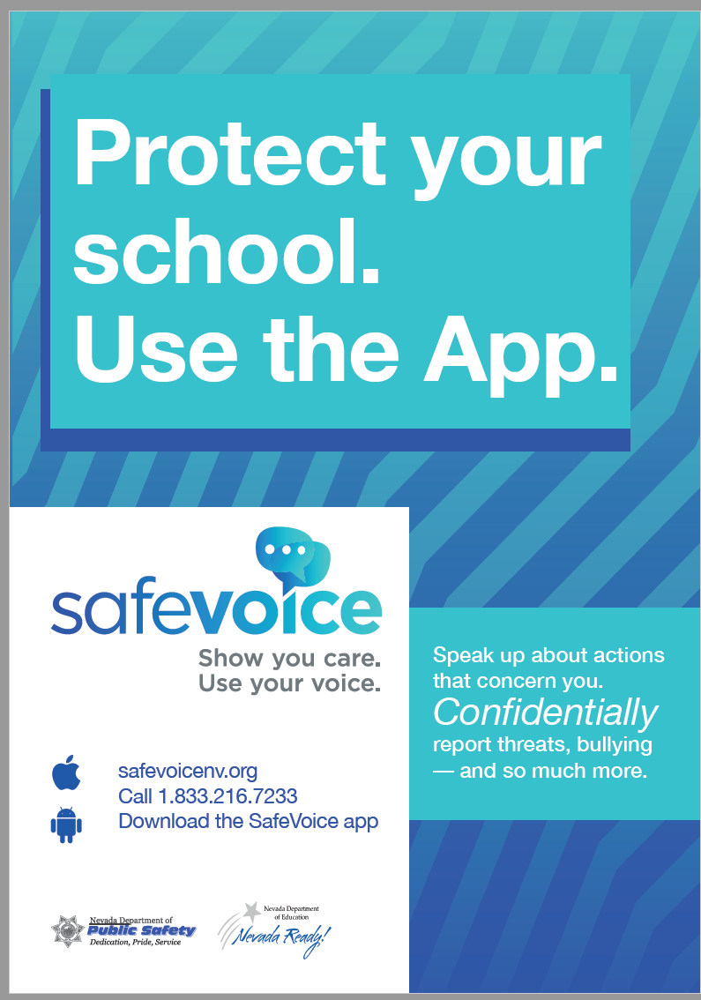 Protect your
school.
Use the App.
safevoice
Show you care.
Use your voice.
Speak up about actions
that concern you.
Confidentially
report threats, bullying
— and so much more.
safevoicenv.org
Call 1.833.216.7233
Download the SafeVoice app
Nevada Department of
Public Safety
Dedication, Pride, Service
Nevada Department
of Education
Nevada Ready!